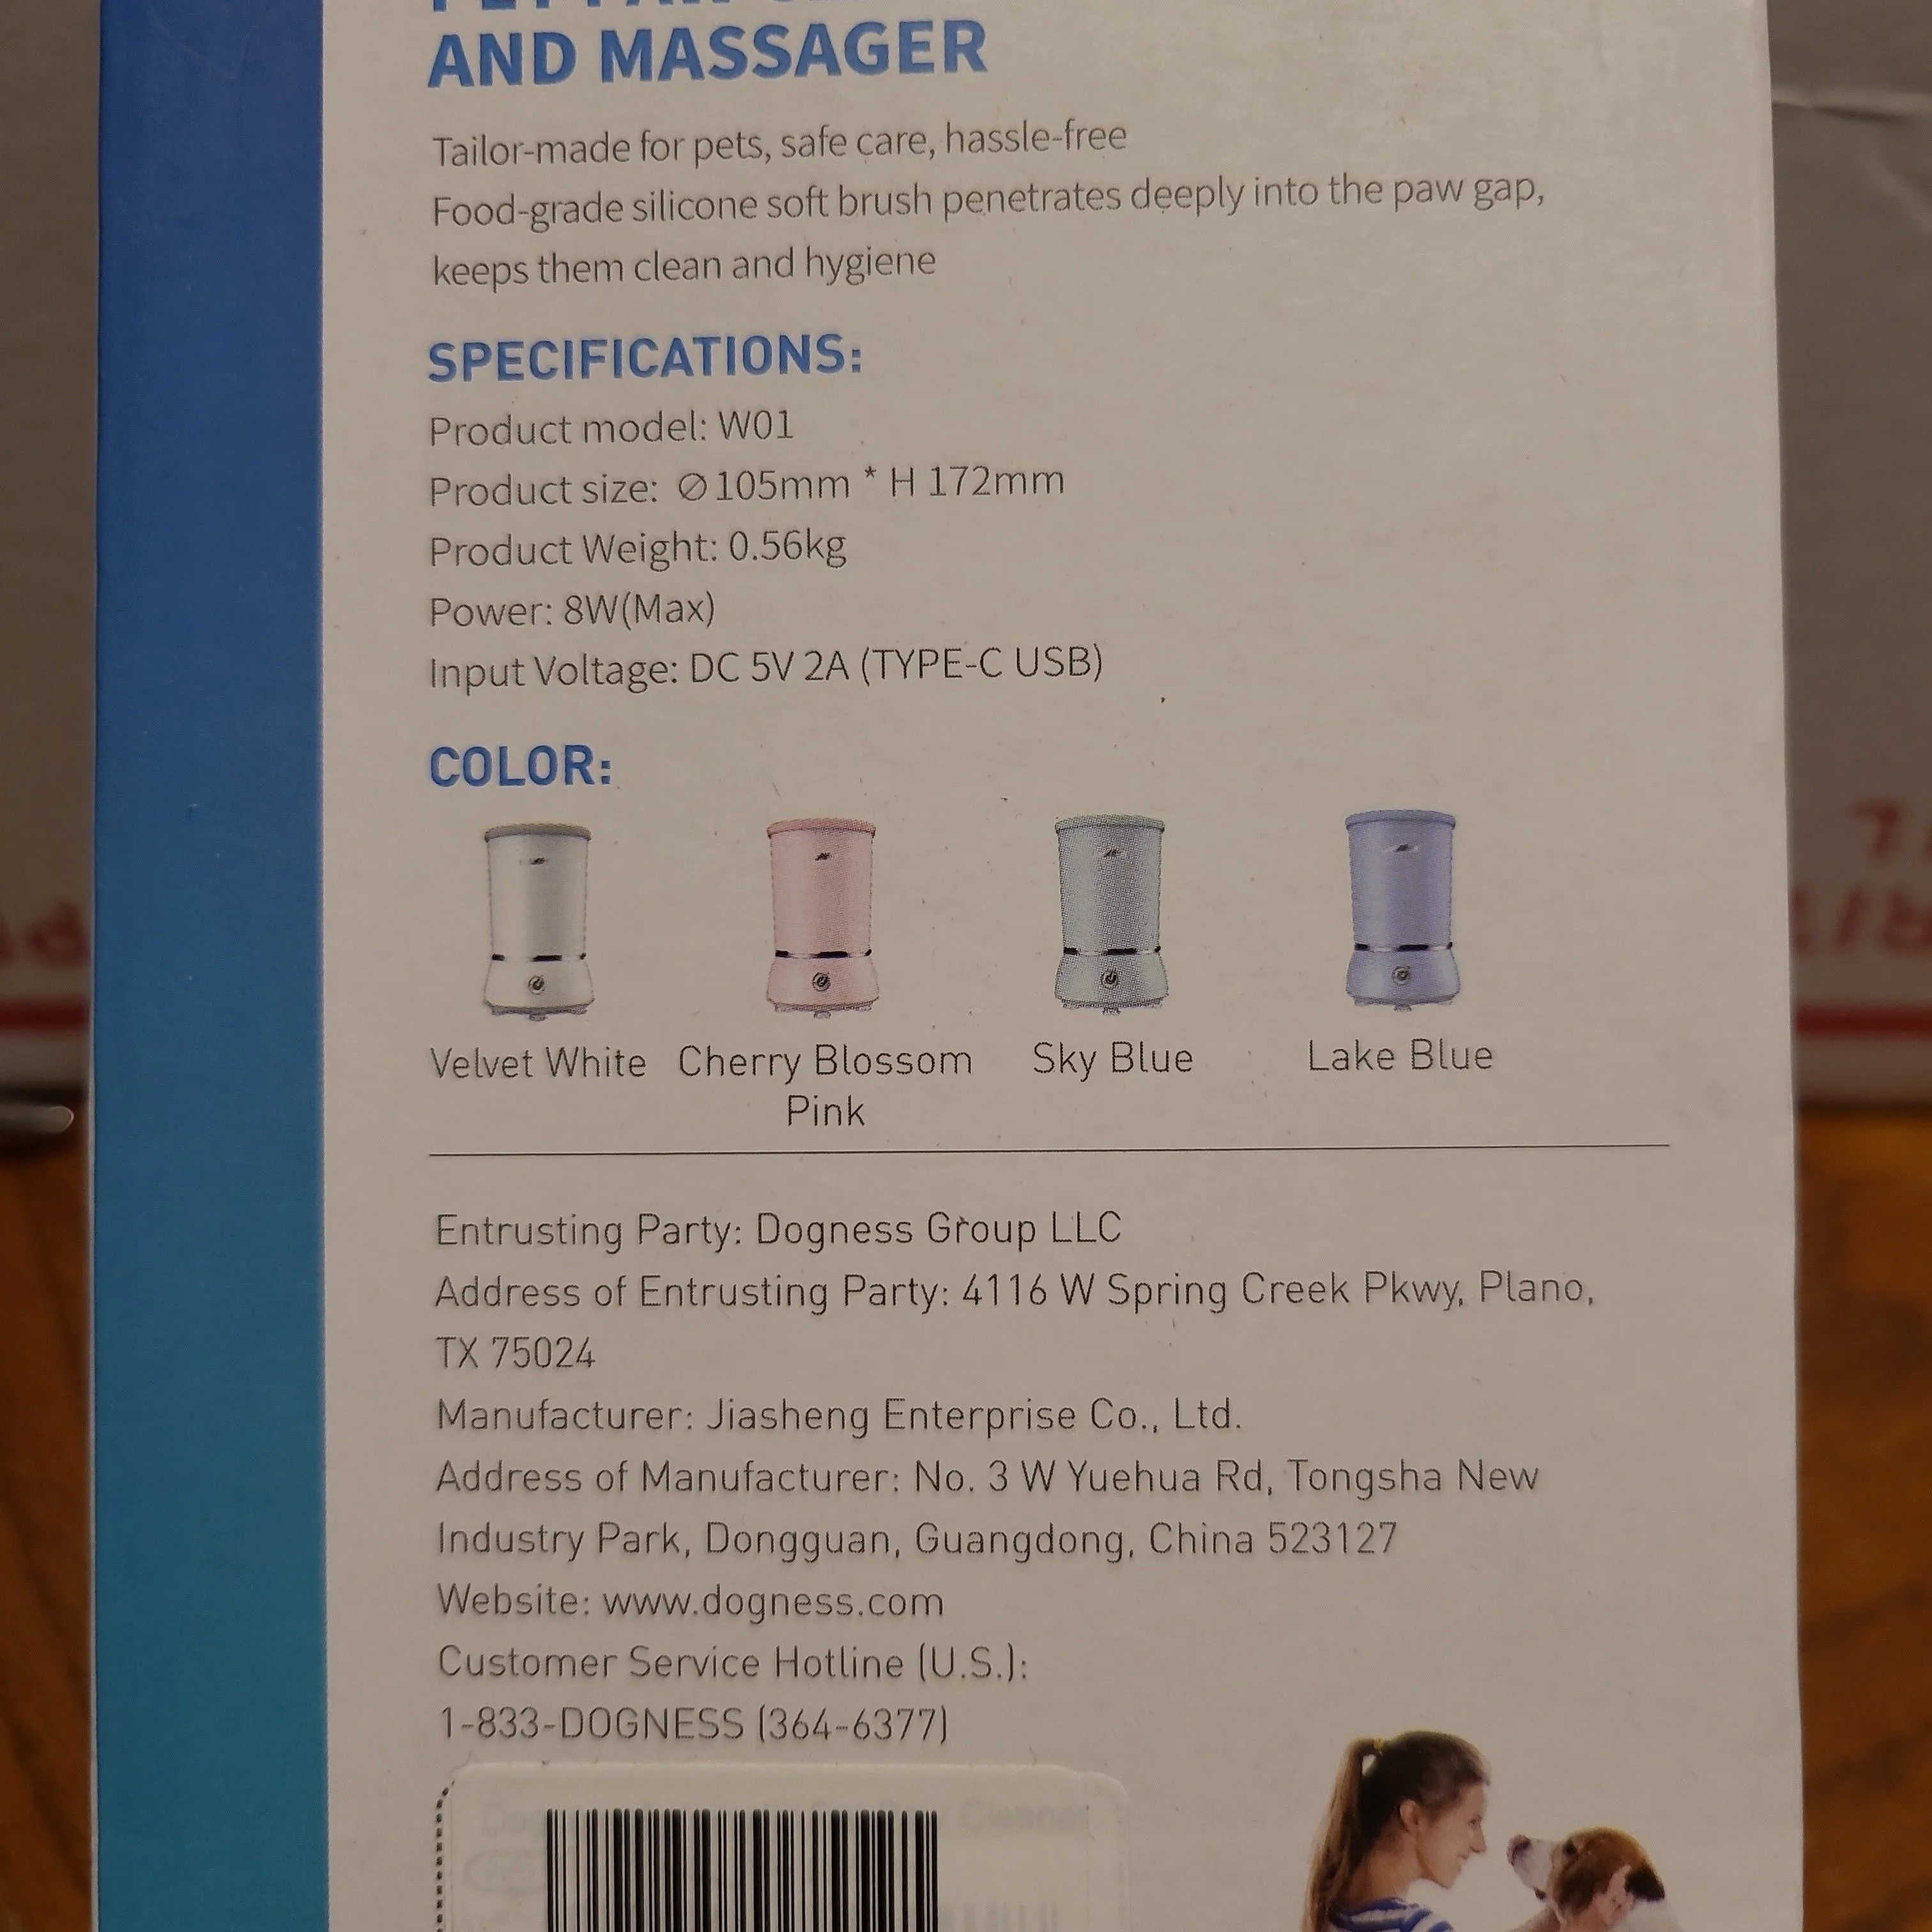 AND MASSAGER
Tailor-made for pets, safe care, hassle-free
Food-grade silicone soft brush penetrates deeply into the paw gap,
keeps them clean and hygiene
SPECIFICATIONS:
Product model: W01
Product size: ∅105mm * H 172mm
Product Weight: 0.56kg
Power: 8W(Max)
Input Voltage: DC 5V 2A (TYPE-C USB)
COLOR:
Velvet White
Cherry Blossom
Pink
Sky Blue
Lake Blue
Entrusting Party: Dogness Group LLC
Address of Entrusting Party: 4116 W Spring Creek Pkwy, Plano,
TX 75024
Manufacturer: Jiasheng Enterprise Co., Ltd.
Address of Manufacturer: No. 3 W Yuehua Rd, Tongsha New
Industry Park, Dongguan, Guangdong, China 523127
Website: www.dogness.com
Customer Service Hotline (U.S.):
1-833-DOGNESS (364-6377)
Cleaner